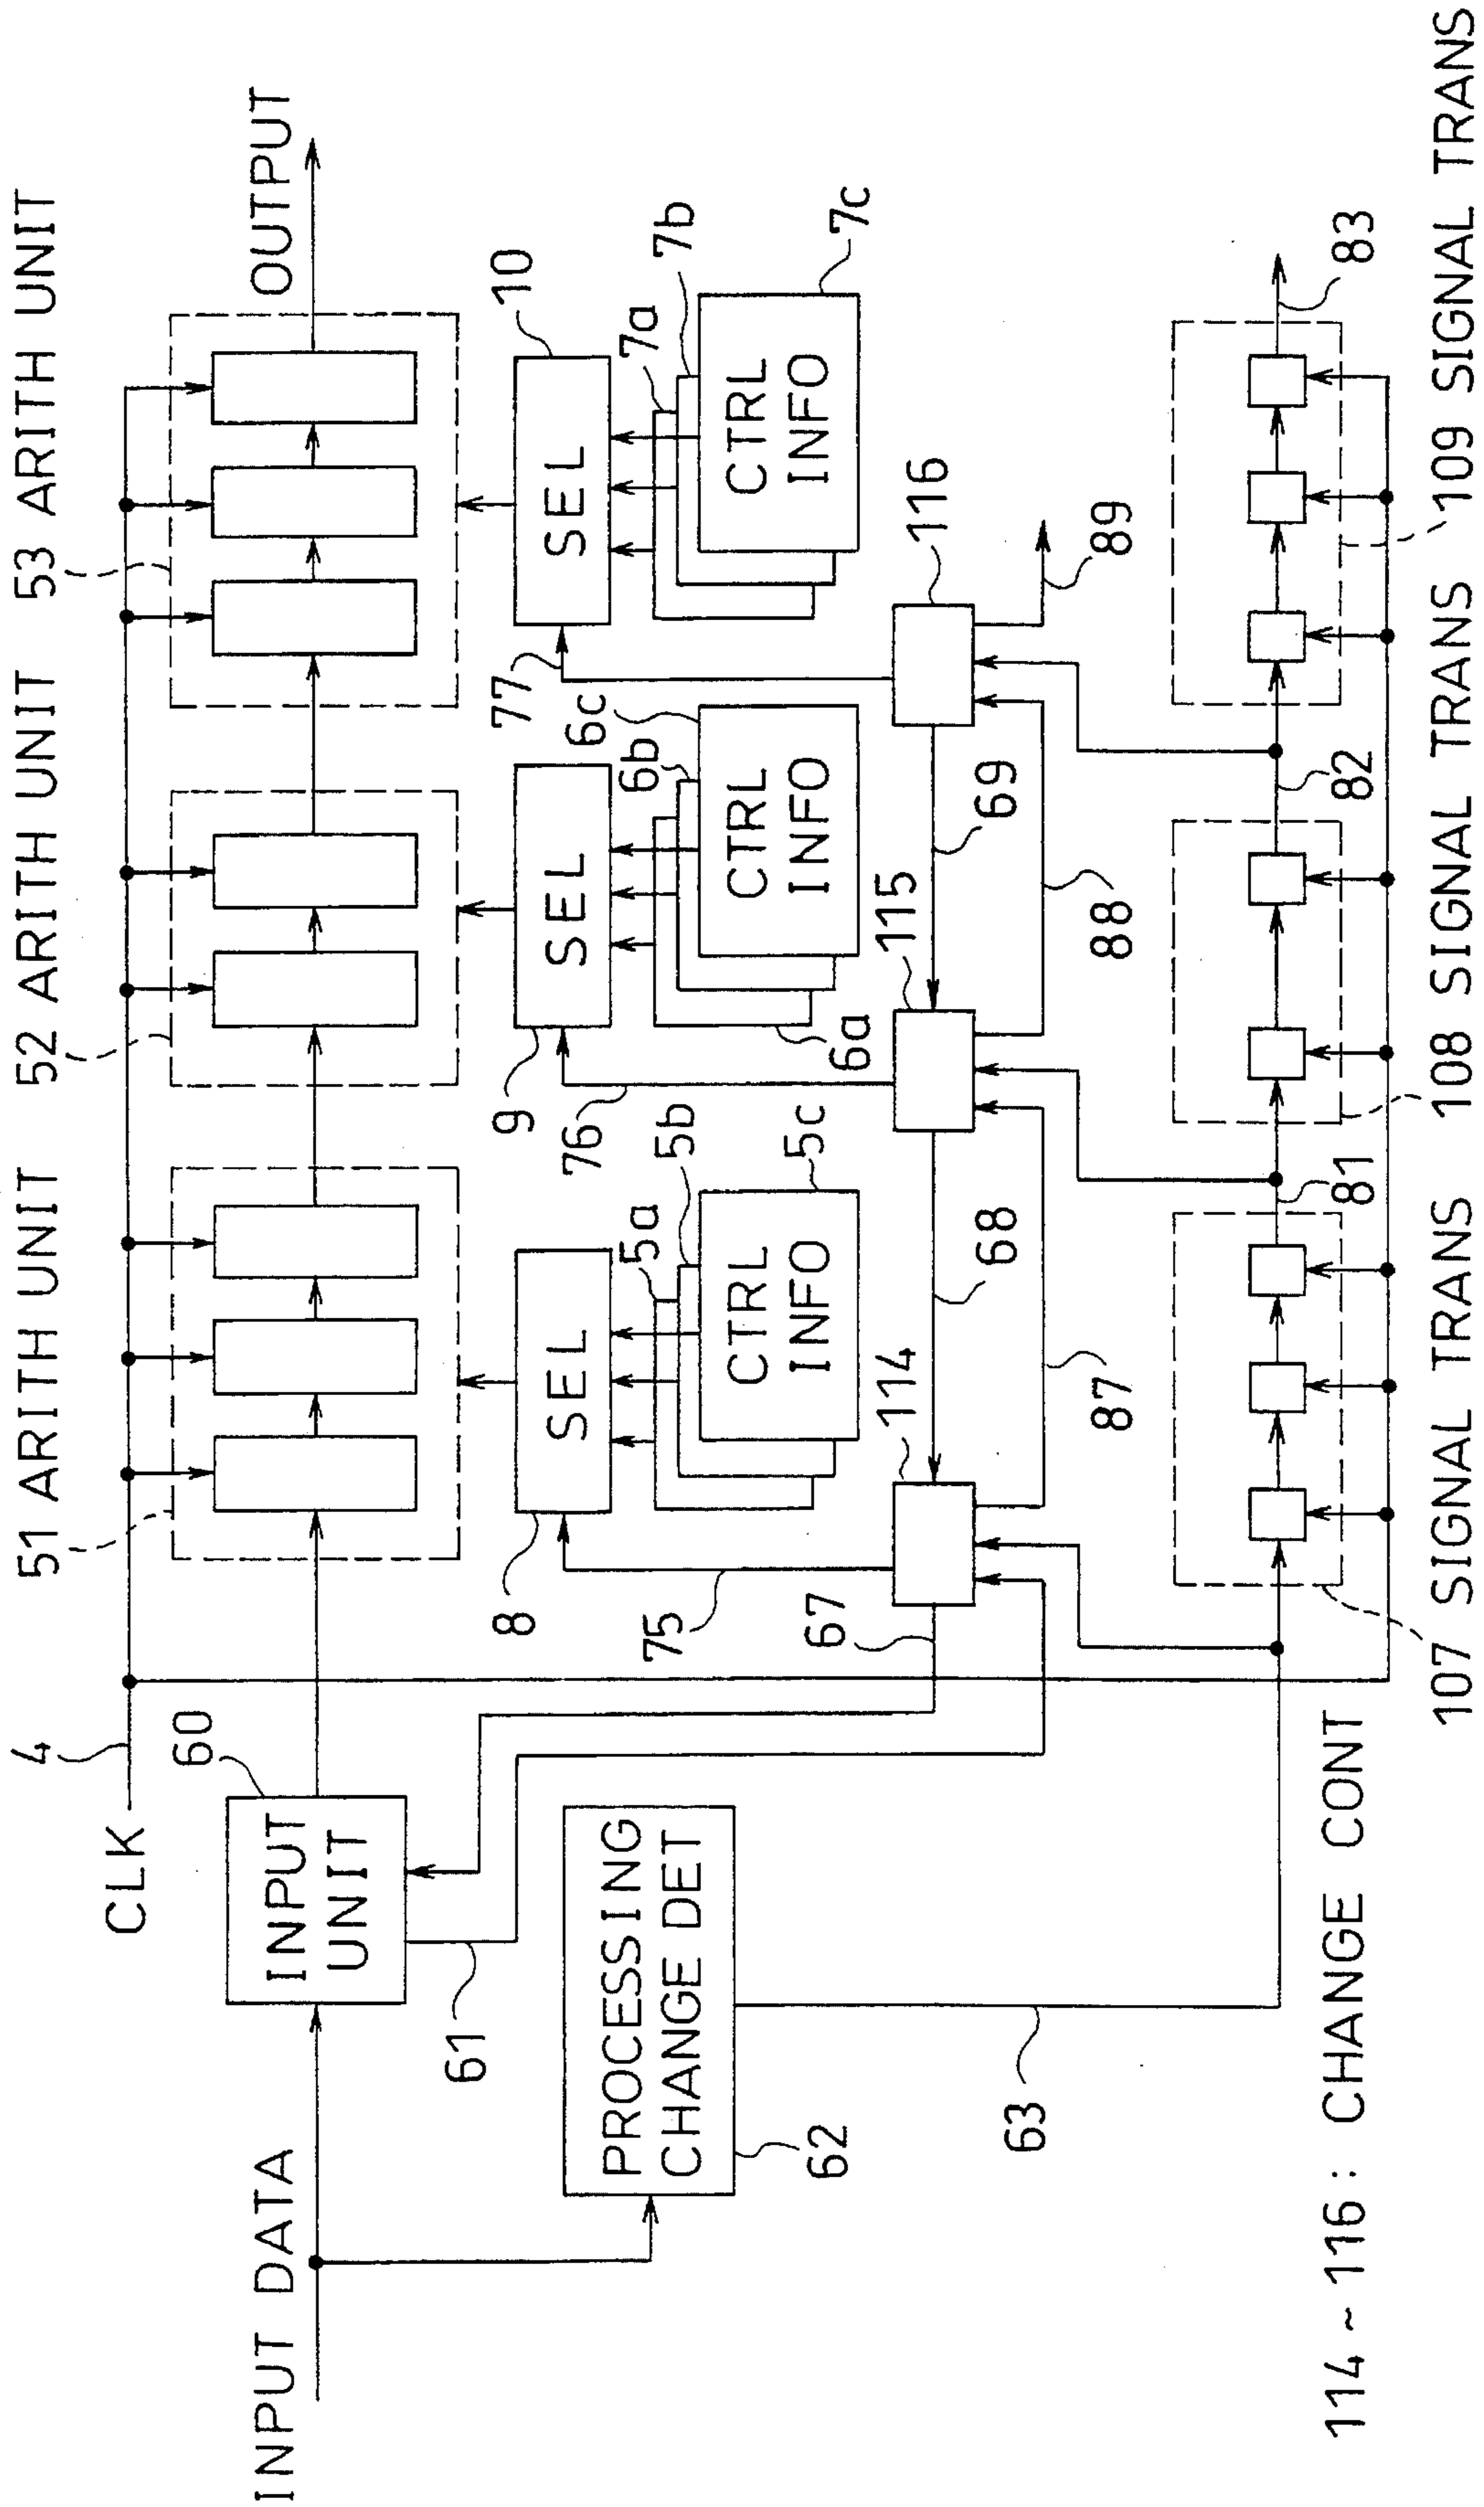 51 ARITH UNIT
52 ARITH UNIT
53 ARITH UNIT
4
CLK
60
INPUT DATA
INPUT
UNIT
OUTPUT
61
8
SEL
9
SEL
10
SEL
75
76
77
5a
5b
5c
CTRL
INFO
6a
6b
6c
CTRL
INFO
7a
7b
7c
CTRL
INFO
PROCESSING
CHANGE DET
62
67
114
68
115
69
116
63
87
88
89
81
82
83
114~116: CHANGE CONT
107 SIGNAL TRANS
108 SIGNAL TRANS
109 SIGNAL TRANS